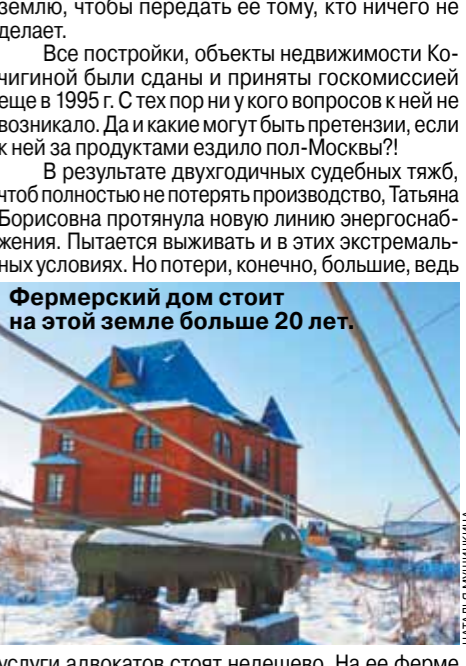 землю, чтобы передать ее тому, кто ничего не
делает.
Все постройки, объекты недвижимости Ко-
чигиной были сданы и приняты госкомиссией
еще в 1995 г. С тех пор ни у кого вопросов к ней не
возникало. Да и какие могут быть претензии, если
к ней за продуктами ездило пол-Москвы?!
В результате двухгодичных судебных тяжб,
чтоб полностью не потерять производство, Татьяна
Борисовна протянула новую линию энергоснаб-
жения. Пытается выживать и в этих экстремаль-
ных условиях. Но потери, конечно, большие, ведь
Фермерский дом стоит
на этой земле больше 20 лет.
НАТАЛЬЯ
услуги адвокатов стоят недешево. На ее ферме